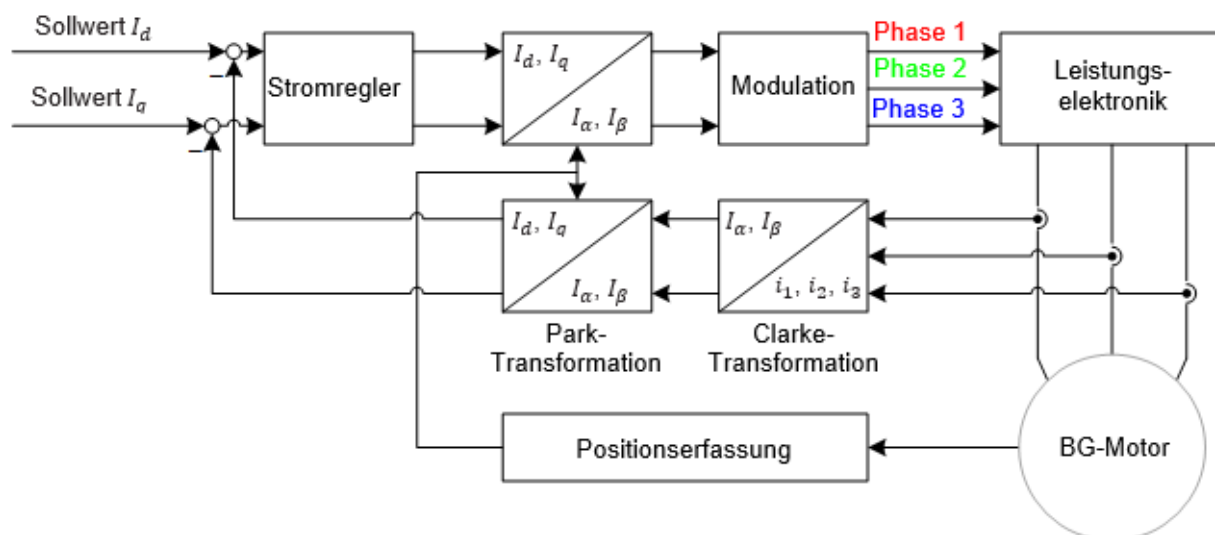 Sollwert I_d
Sollwert I_q
−
−
Stromregler
I_d, I_q
I_α, I_β
Modulation
Phase 1
Phase 2
Phase 3
Leistungs-
elektronik
I_d, I_q
I_α, I_β
Park-
Transformation
I_α, I_β
i_1, i_2, i_3
Clarke-
Transformation
Positionserfassung
BG-Motor